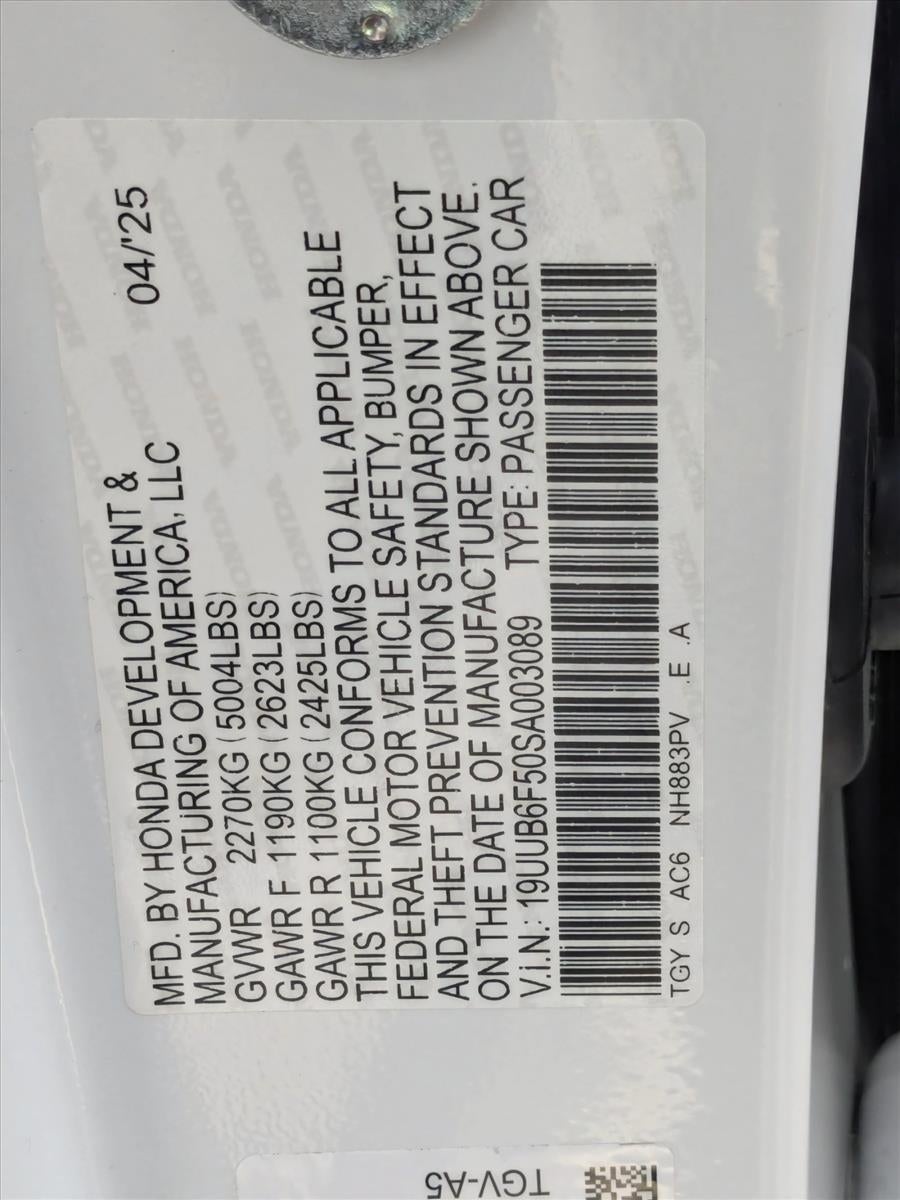 MFD. BY HONDA DEVELOPMENT & 04/'25
MANUFACTURING OF AMERICA, LLC
GVWR 2270KG (5004LBS)
GAWR F 1190KG (2623LBS)
GAWR R 1100KG (2425LBS)
THIS VEHICLE CONFORMS TO ALL APPLICABLE
FEDERAL MOTOR VEHICLE SAFETY, BUMPER,
AND THEFT PREVENTION STANDARDS IN EFFECT
ON THE DATE OF MANUFACTURE SHOWN ABOVE.
V.i.N.: 19UUB6F50SA003089 TYPE: PASSENGER CAR
TGY S AC6 NH883PV .E .A
TGV-A5